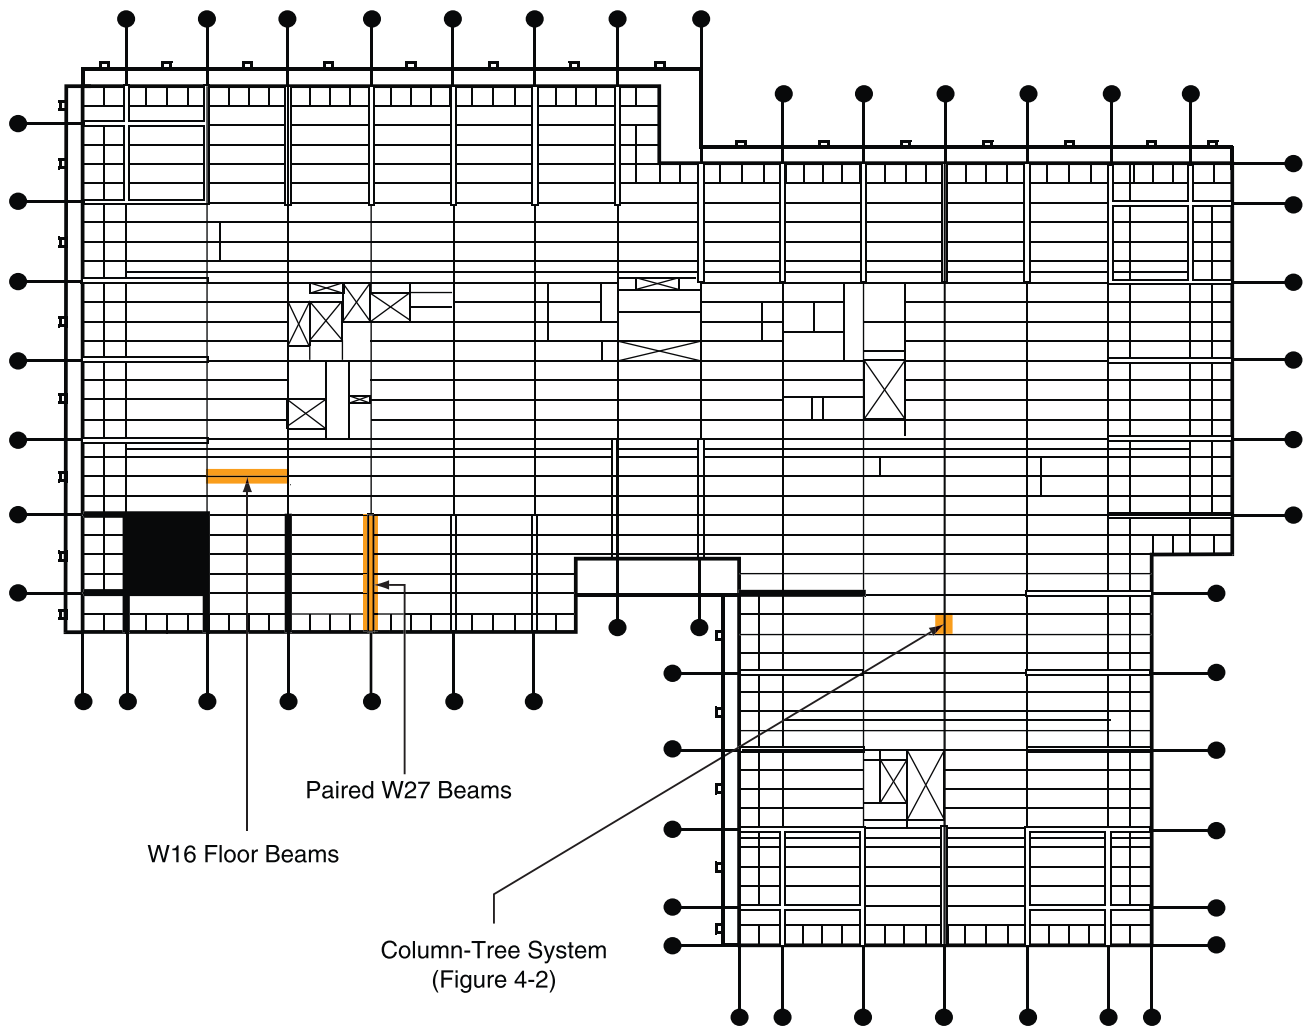 Paired W27 Beams
W16 Floor Beams
Column-Tree System
(Figure 4-2)